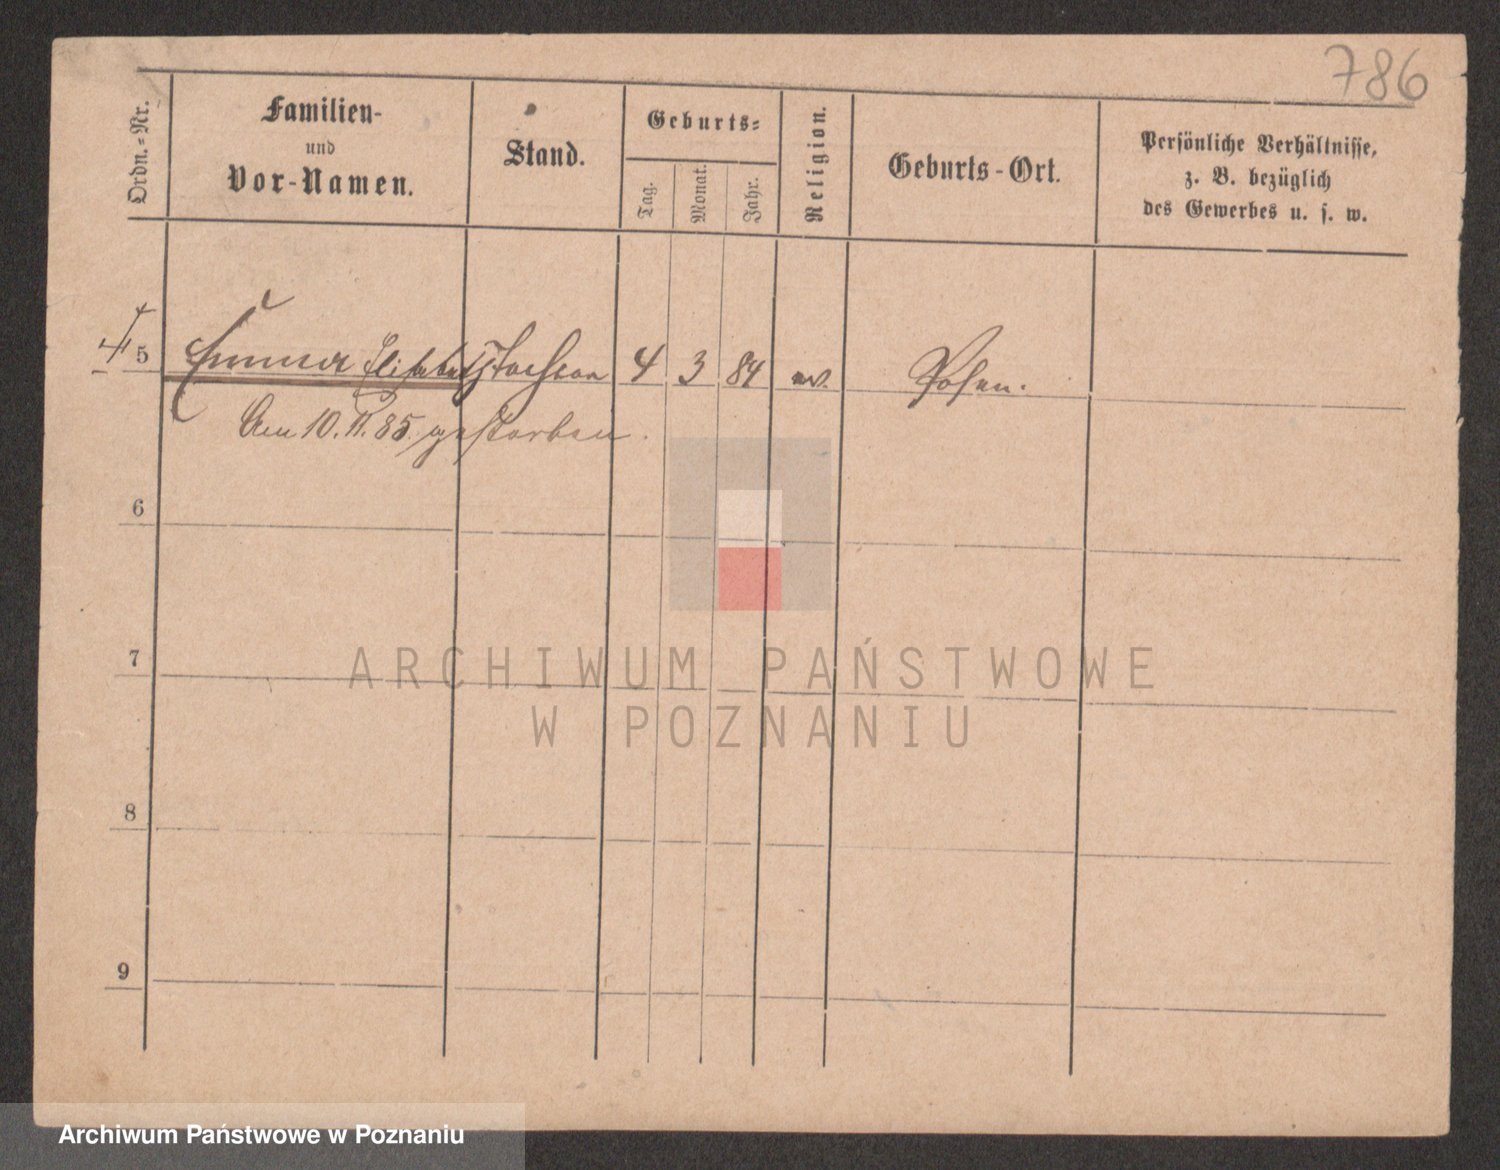 786
Ordn.=Nr.
Familien-
und
Vor-Namen.
Stand.
Geburts=
Tag.
Monat.
Jahr.
Religion.
Geburts-Ort.
Persönliche Verhältnisse,
z. B. bezüglich
des Gewerbes u. s. w.
5 Emma Elisabeth Tochter 4 3 84 ev. Posen.
Am 10. 11. 85 gestorben.
6
7
8
9
ARCHIWUM PAŃSTWOWE
W POZNANIU
Archiwum Państwowe w Poznaniu